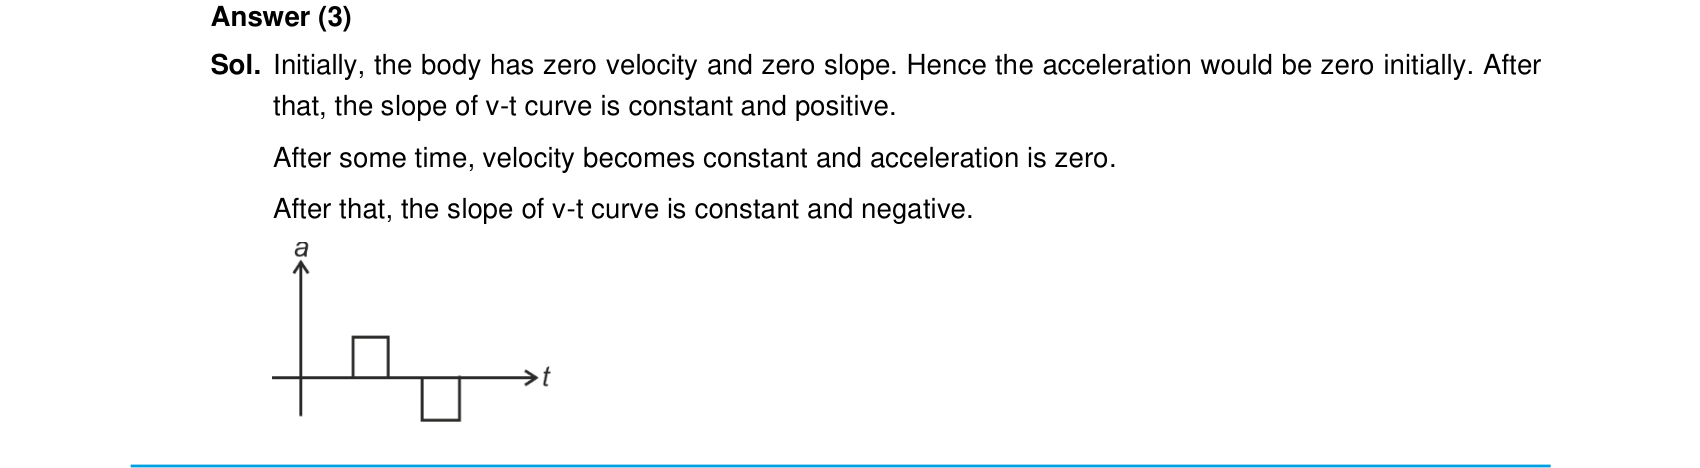 Answer (3)
Sol. Initially, the body has zero velocity and zero slope. Hence the acceleration would be zero initially. After
that, the slope of v-t curve is constant and positive.
After some time, velocity becomes constant and acceleration is zero.
After that, the slope of v-t curve is constant and negative.
a
t